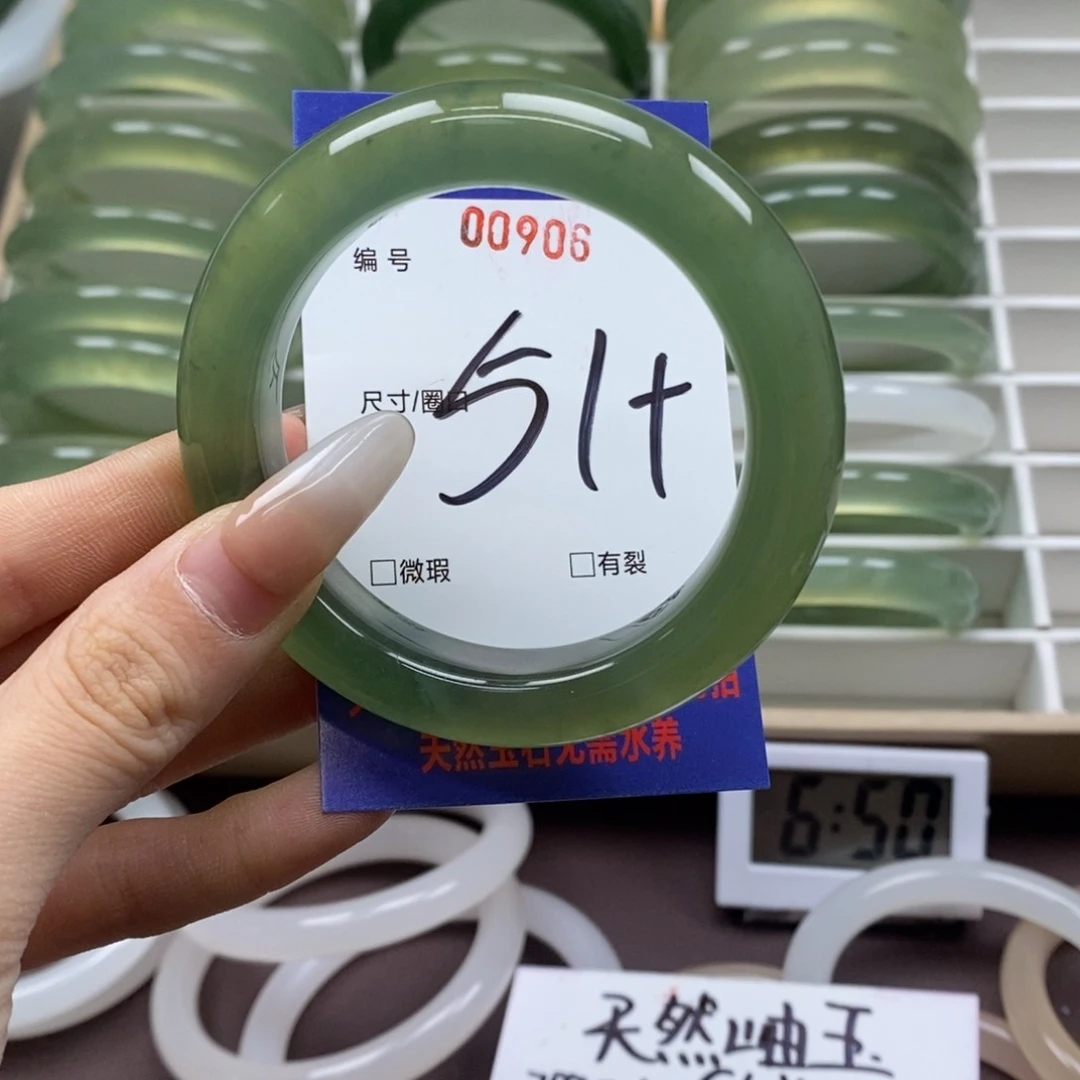 编号 00906
尺寸/圈口 51+
□微瑕 □有裂
天然玉石无需水养
6:50
天然岫玉